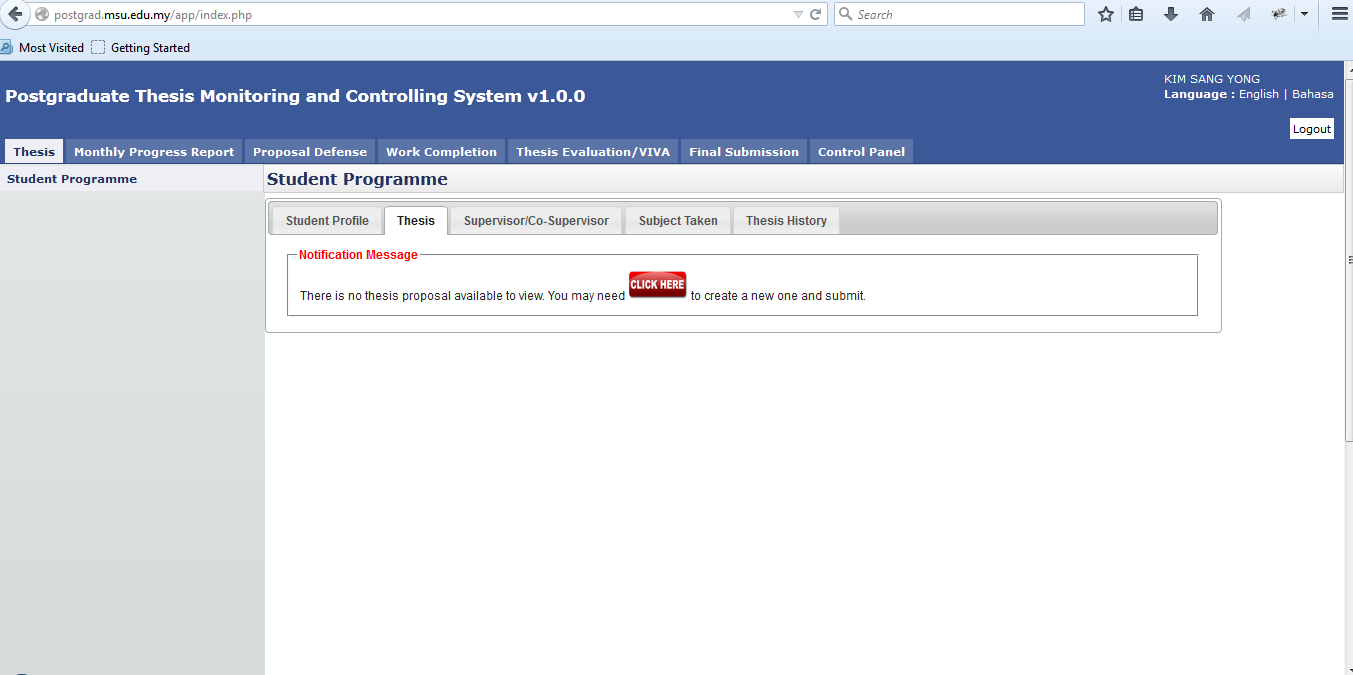 postgrad.msu.edu.my/app/index.php
Search
Most Visited
Getting Started
KIM SANG YONG
Postgraduate Thesis Monitoring and Controlling System v1.0.0
Language : English | Bahasa
Logout
Thesis
Monthly Progress Report
Proposal Defense
Work Completion
Thesis Evaluation/VIVA
Final Submission
Control Panel
Student Programme
Student Programme
Student Profile
Thesis
Supervisor/Co-Supervisor
Subject Taken
Thesis History
Notification Message
There is no thesis proposal available to view. You may need CLICK HERE to create a new one and submit.